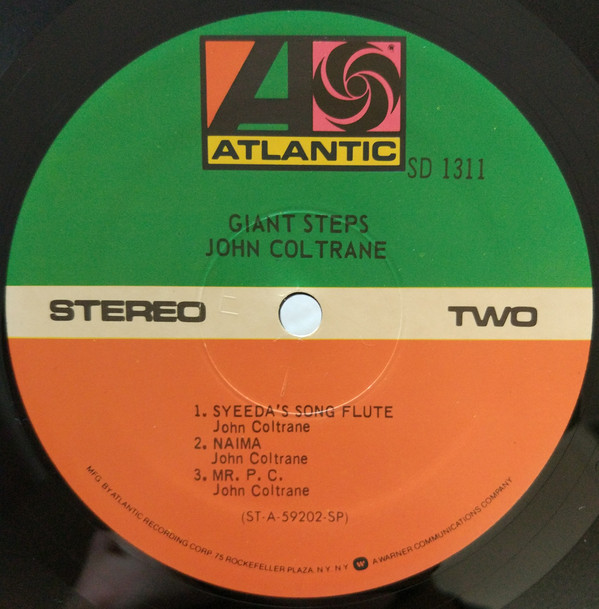 ATLANTIC
SD 1311
GIANT STEPS
JOHN COLTRANE
STEREO
TWO
1. SYEEDA'S SONG FLUTE
John Coltrane
2. NAIMA
John Coltrane
3. MR. P. C.
John Coltrane
(ST-A-59202-SP)
MFG. BY ATLANTIC RECORDING CORP. 75 ROCKEFELLER PLAZA, N.Y. N.Y. W A WARNER COMMUNICATIONS COMPANY